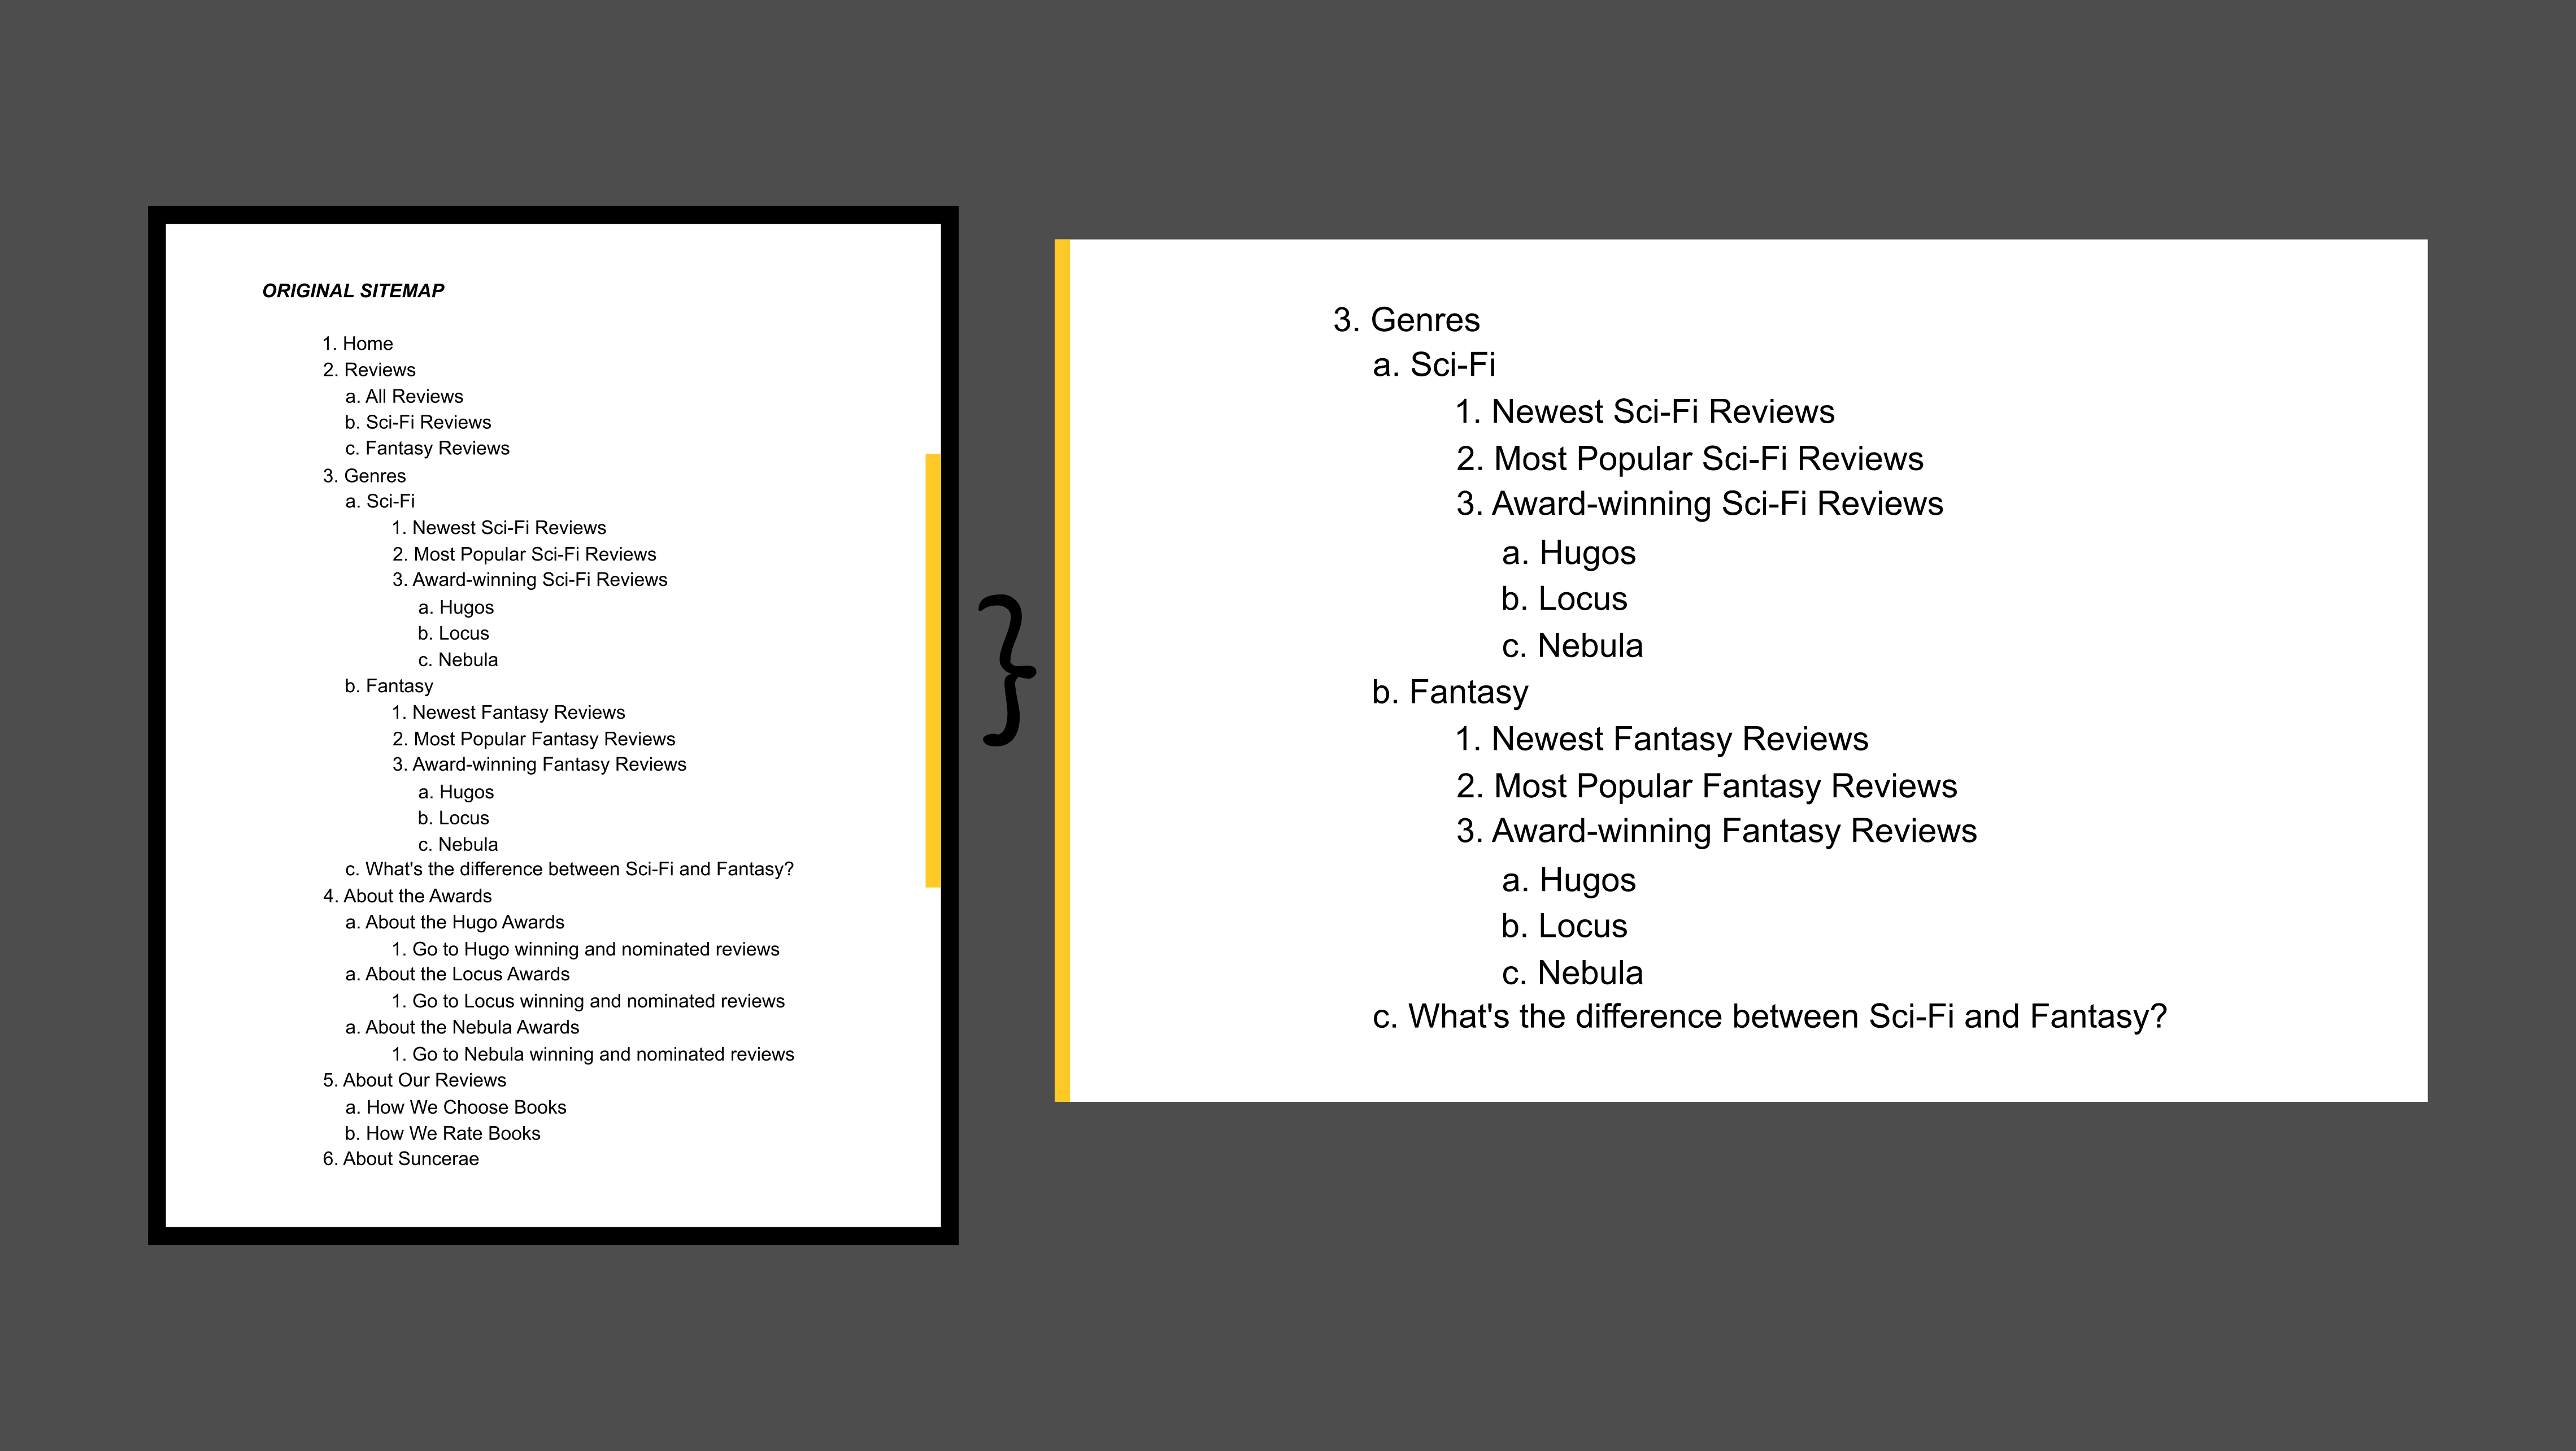 ORIGINAL SITEMAP
1. Home
2. Reviews
a. All Reviews
b. Sci-Fi Reviews
c. Fantasy Reviews
3. Genres
a. Sci-Fi
1. Newest Sci-Fi Reviews
2. Most Popular Sci-Fi Reviews
3. Award-winning Sci-Fi Reviews
a. Hugos
b. Locus
c. Nebula
b. Fantasy
1. Newest Fantasy Reviews
2. Most Popular Fantasy Reviews
3. Award-winning Fantasy Reviews
a. Hugos
b. Locus
c. Nebula
c. What's the difference between Sci-Fi and Fantasy?
4. About the Awards
a. About the Hugo Awards
1. Go to Hugo winning and nominated reviews
a. About the Locus Awards
1. Go to Locus winning and nominated reviews
a. About the Nebula Awards
1. Go to Nebula winning and nominated reviews
5. About Our Reviews
a. How We Choose Books
b. How We Rate Books
6. About Suncerae
}
3. Genres
a. Sci-Fi
1. Newest Sci-Fi Reviews
2. Most Popular Sci-Fi Reviews
3. Award-winning Sci-Fi Reviews
a. Hugos
b. Locus
c. Nebula
b. Fantasy
1. Newest Fantasy Reviews
2. Most Popular Fantasy Reviews
3. Award-winning Fantasy Reviews
a. Hugos
b. Locus
c. Nebula
c. What's the difference between Sci-Fi and Fantasy?